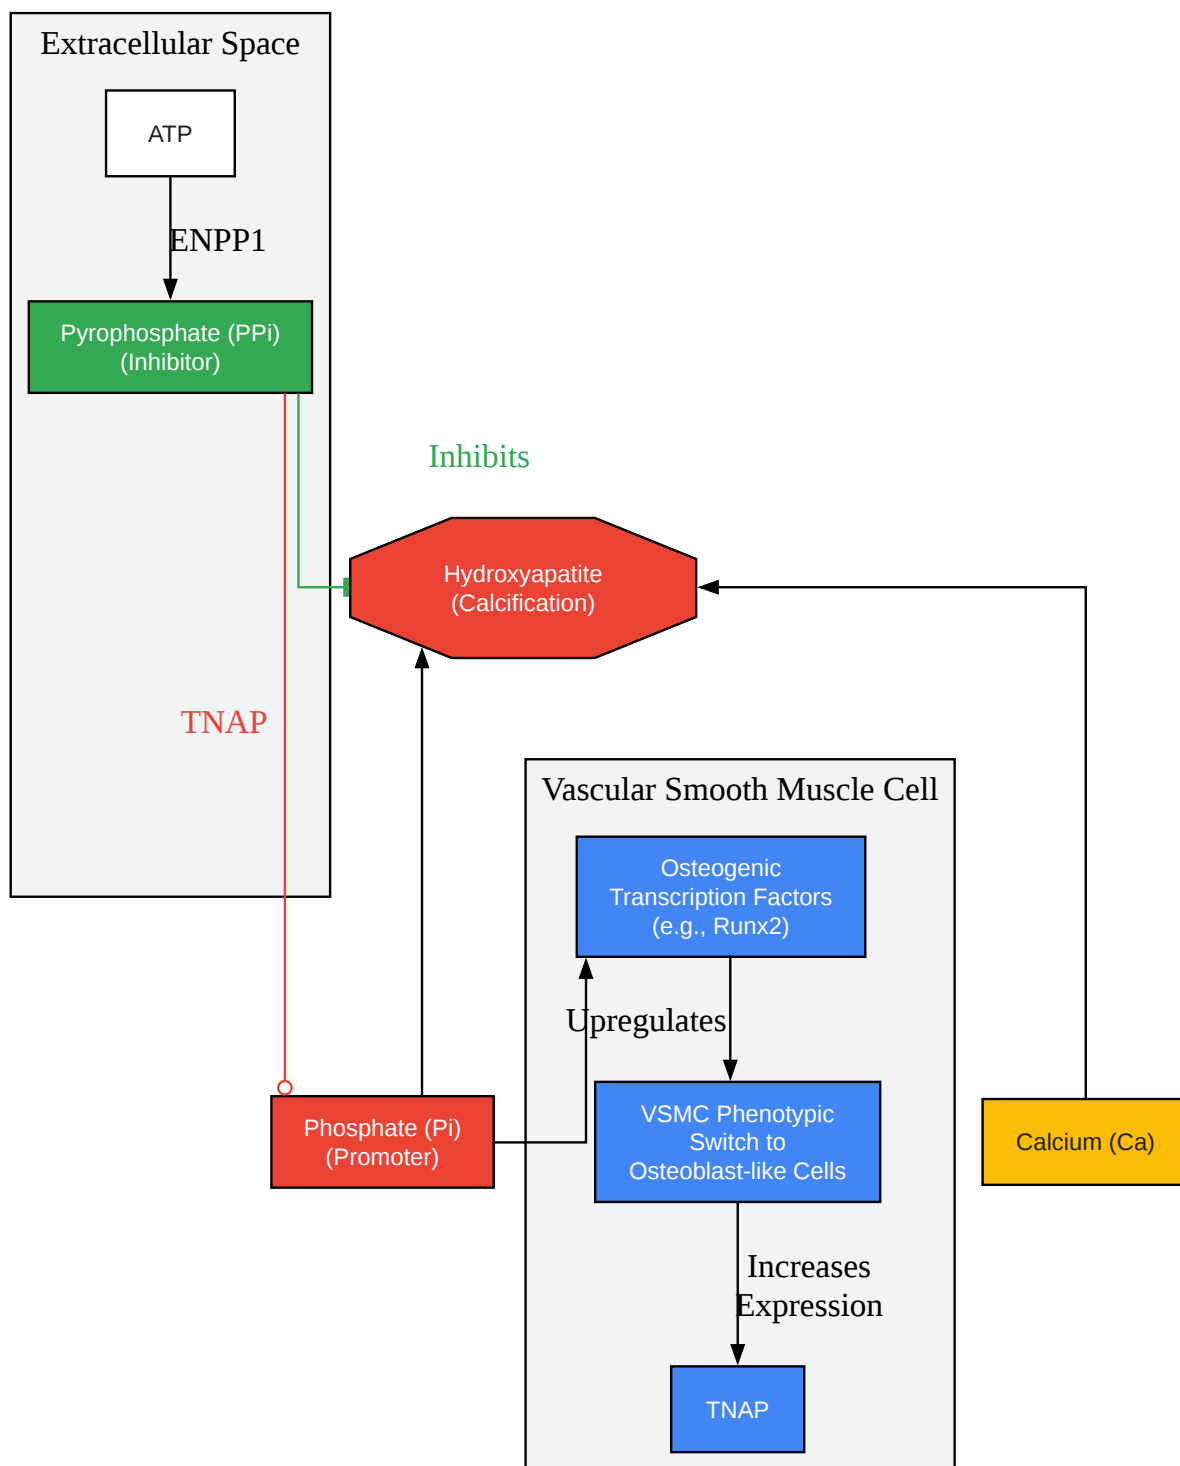 Extracellular Space
ATP
ENPP1
Pyrophosphate (PPi)
(Inhibitor)
Inhibits
Hydroxyapatite
(Calcification)
TNAP
Vascular Smooth Muscle Cell
Osteogenic
Transcription Factors
(e.g., Runx2)
Upregulates
Phosphate (Pi)
(Promoter)
VSMC Phenotypic
Switch to
Osteoblast-like Cells
Calcium (Ca)
Increases
Expression
TNAP